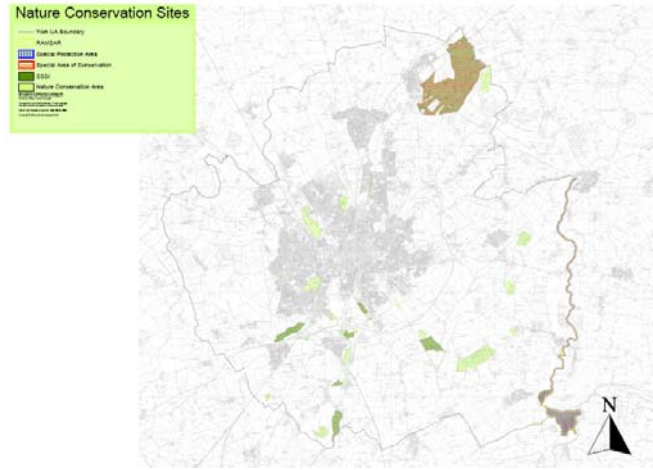 Nature Conservation Sites
York UA Boundary
RAMSAR
Special Protection Area
Special Area of Conservation
SSSI
Nature Conservation Area
N